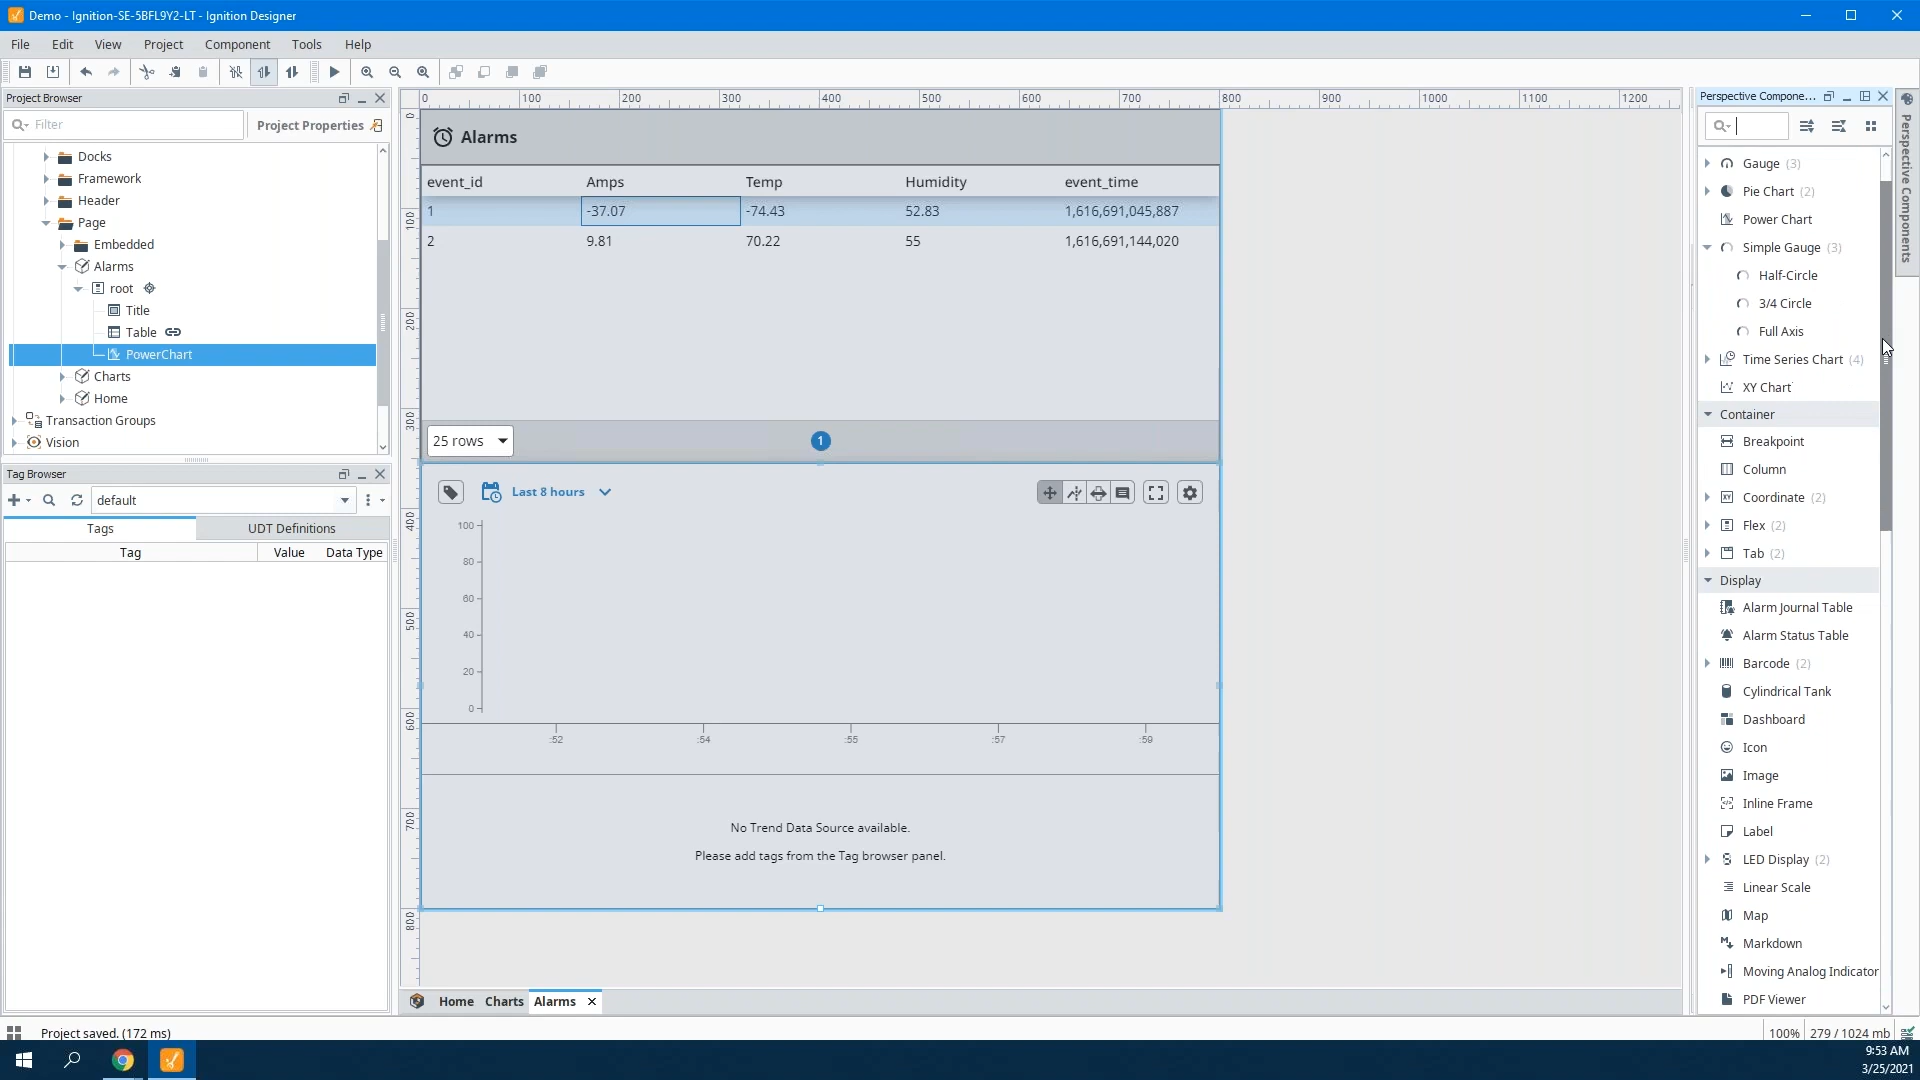 Demo - Ignition-SE-5BFL9Y2-LT - Ignition Designer
File Edit View Project Component Tools Help
Project Browser
Filter
Project Properties
Docks
Framework
Header
Page
Embedded
Alarms
root
Title
Table
PowerChart
Charts
Home
Transaction Groups
Vision
Tag Browser
default
Tags UDT Definitions
Tag Value Data Type
0 100 200 300 400 500 600 700 800 900 1000 1100 1200
0
100
200
300
400
500
600
700
800
Alarms
event_id Amps Temp Humidity event_time
1 -37.07 -74.43 52.83 1,616,691,045,887
2 9.81 70.22 55 1,616,691,144,020
25 rows 1
Last 8 hours
100
80
60
40
20
0
:52 :54 :55 :57 :59
No Trend Data Source available.
Please add tags from the Tag browser panel.
Home Charts Alarms
Perspective Compone...
Perspective Components
Gauge (3)
Pie Chart (2)
Power Chart
Simple Gauge (3)
Half-Circle
3/4 Circle
Full Axis
Time Series Chart (4)
XY Chart
Container
Breakpoint
Column
Coordinate (2)
Flex (2)
Tab (2)
Display
Alarm Journal Table
Alarm Status Table
Barcode (2)
Cylindrical Tank
Dashboard
Icon
Image
Inline Frame
Label
LED Display (2)
Linear Scale
Map
Markdown
Moving Analog Indicator
PDF Viewer
Project saved. (172 ms)
100% 279 / 1024 mb
9:53 AM
3/25/2021